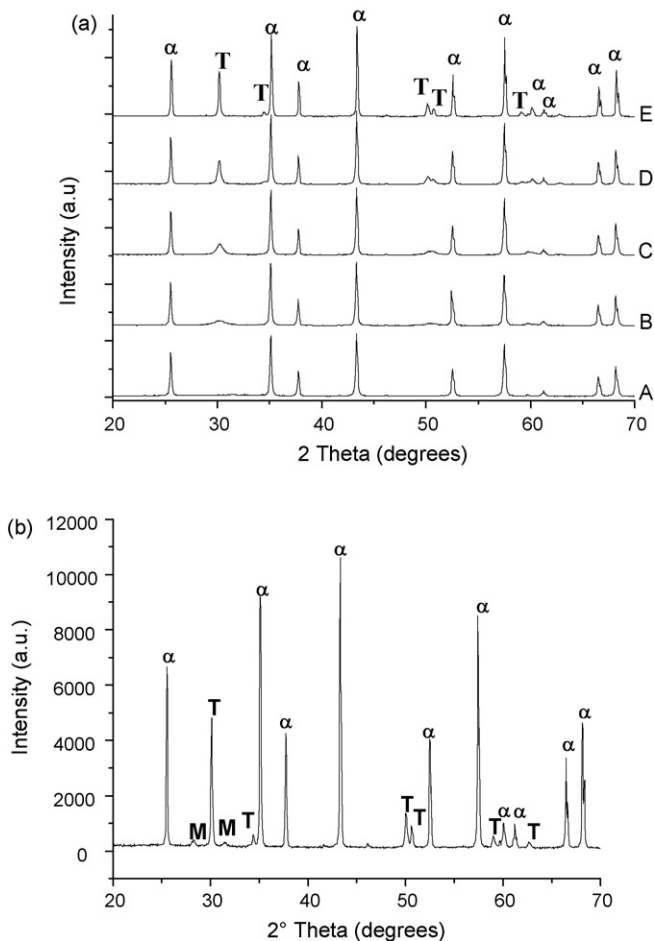 (a)
α
T
T
α
α
α
T
T
α
α
T
α
α
α
α
E
D
C
B
A
Intensity (a.u)
20
30
40
50
60
70
2 Theta (degrees)
(b)
12000
10000
8000
6000
4000
2000
0
Intensity (a.u.)
α
M
T
M
T
α
α
α
T
T
α
α
T
α
α
T
α
α
20
30
40
50
60
70
2° Theta (degrees)